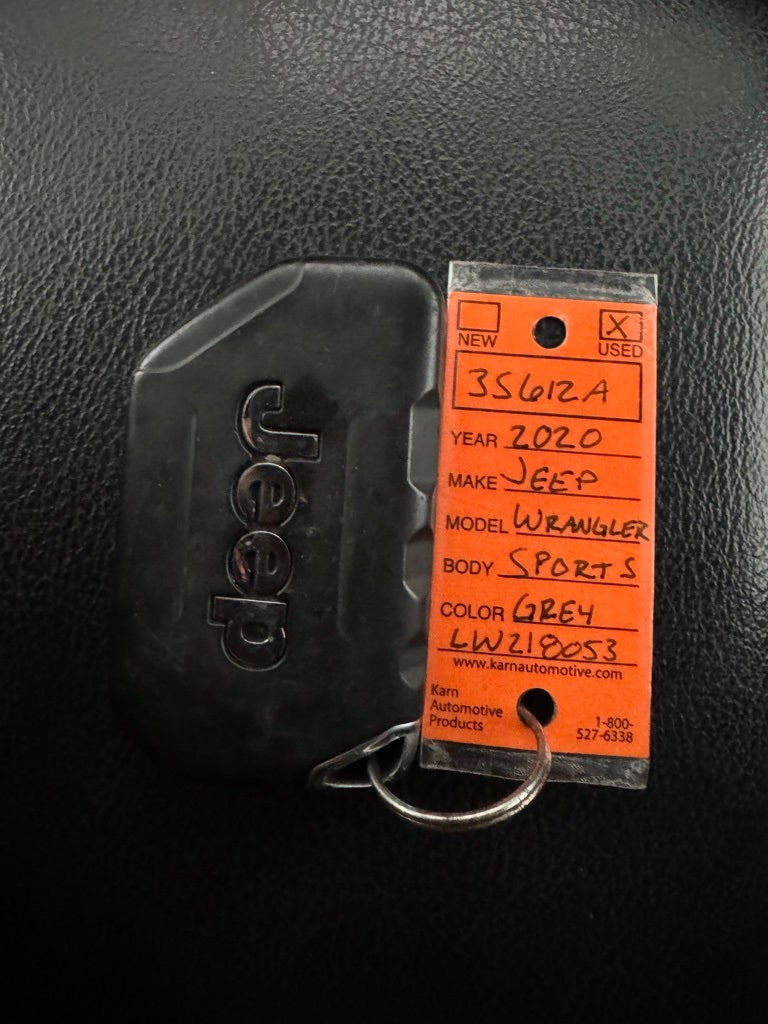 Jeep
X
NEW USED
35612A
YEAR 2020
MAKE JEEP
MODEL WRANGLER
BODY SPORT S
COLOR GREY
LW218053
www.karnautomotive.com
Karn
Automotive
Products
1-800-
527-6338